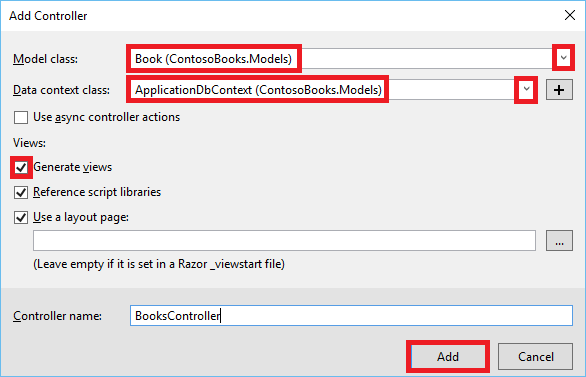 Add Controller
Model class: Book (ContosoBooks.Models)
Data context class: ApplicationDbContext (ContosoBooks.Models) +
Use async controller actions
Views:
Generate views
Reference script libraries
Use a layout page:
...
(Leave empty if it is set in a Razor _viewstart file)
Controller name: BooksController
Add Cancel